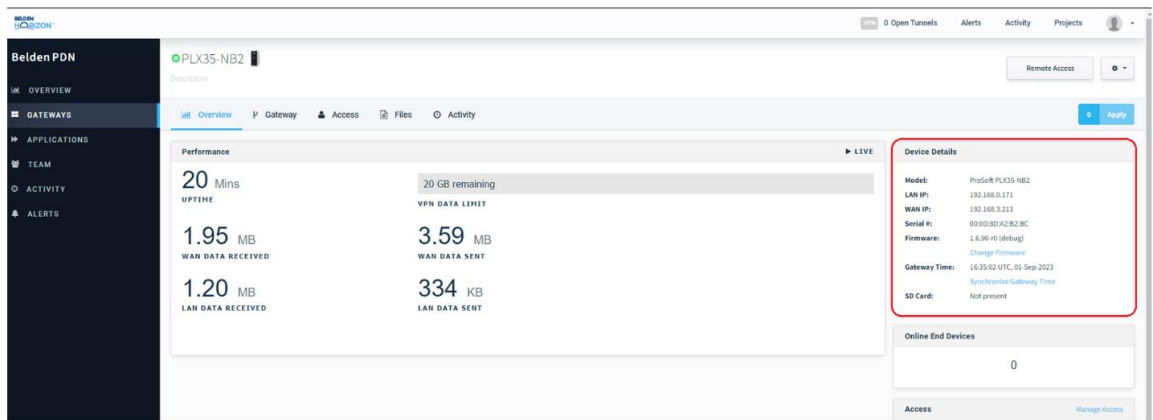 BELDEN
HORIZON
VPN 0 Open Tunnels Alerts Activity Projects
Belden PDN
OVERVIEW
GATEWAYS
APPLICATIONS
TEAM
ACTIVITY
ALERTS
PLX35-NB2
Description
Remote Access
Overview Gateway Access Files Activity
0 Apply
Performance LIVE
20 Mins
UPTIME
20 GB remaining
VPN DATA LIMIT
1.95 MB
WAN DATA RECEIVED
3.59 MB
WAN DATA SENT
1.20 MB
LAN DATA RECEIVED
334 KB
LAN DATA SENT
Device Details
Model: ProSoft PLX35-NB2
LAN IP: 192.168.0.171
WAN IP: 192.168.3.213
Serial #: 00:0D:8D:A2:B2:BC
Firmware: 1.6.90-r0 (debug)
Change Firmware
Gateway Time: 16:35:02 UTC, 01-Sep-2023
Synchronize Gateway Time
SD Card: Not present
Online End Devices
0
Access Manage Access